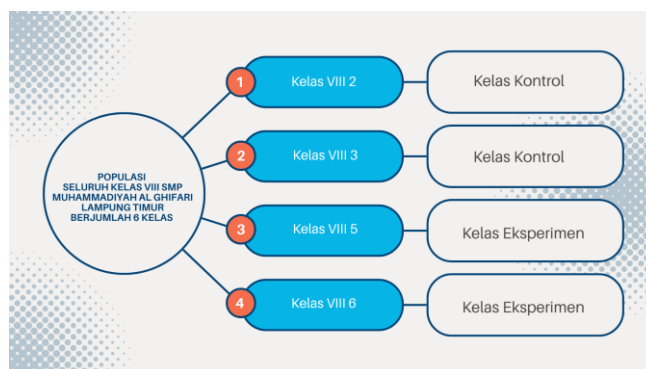 POPULASI
SELURUH KELAS VIII SMP
MUHAMMADIYAH AL GHIFARI
LAMPUNG TIMUR
BERJUMLAH 6 KELAS
1
Kelas VIII 2
Kelas Kontrol
2
Kelas VIII 3
Kelas Kontrol
3
Kelas VIII 5
Kelas Eksperimen
4
Kelas VIII 6
Kelas Eksperimen